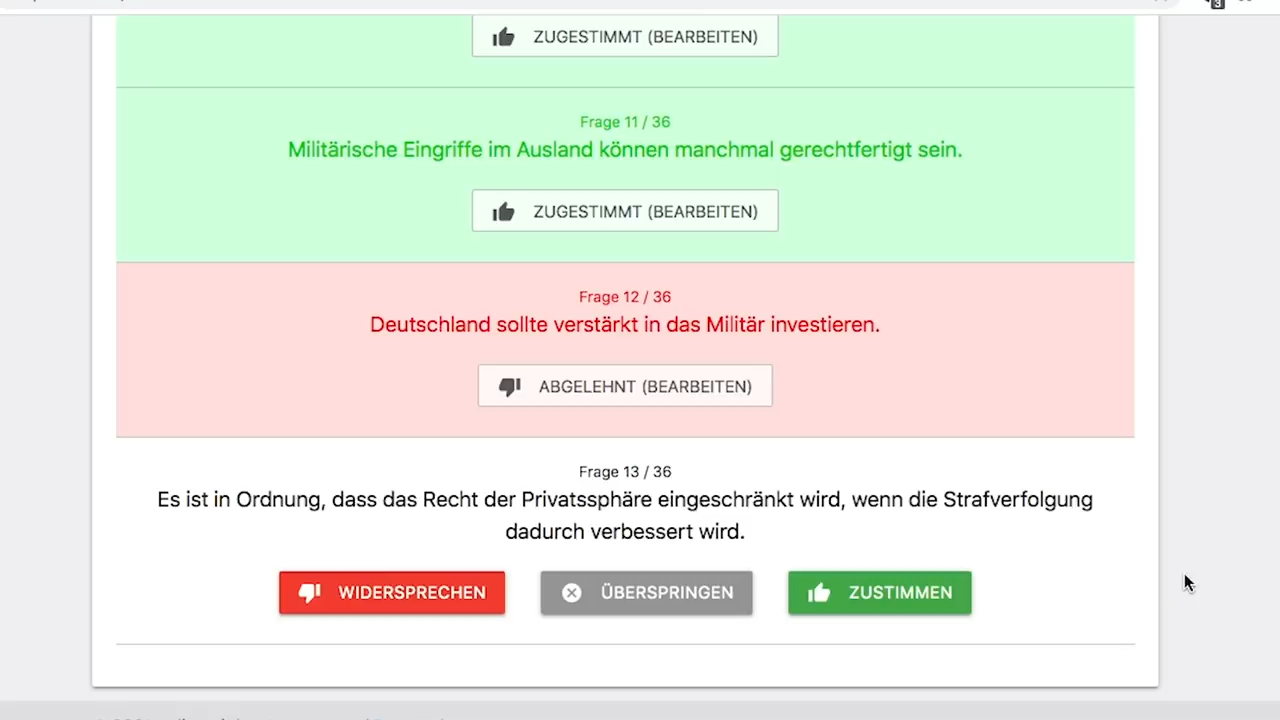 3
ZUGESTIMMT (BEARBEITEN)
Frage 11 / 36
Militärische Eingriffe im Ausland können manchmal gerechtfertigt sein.
ZUGESTIMMT (BEARBEITEN)
Frage 12 / 36
Deutschland sollte verstärkt in das Militär investieren.
ABGELEHNT (BEARBEITEN)
Frage 13 / 36
Es ist in Ordnung, dass das Recht der Privatssphäre eingeschränkt wird, wenn die Strafverfolgung
dadurch verbessert wird.
WIDERSPRECHEN
ÜBERSPRINGEN
ZUSTIMMEN